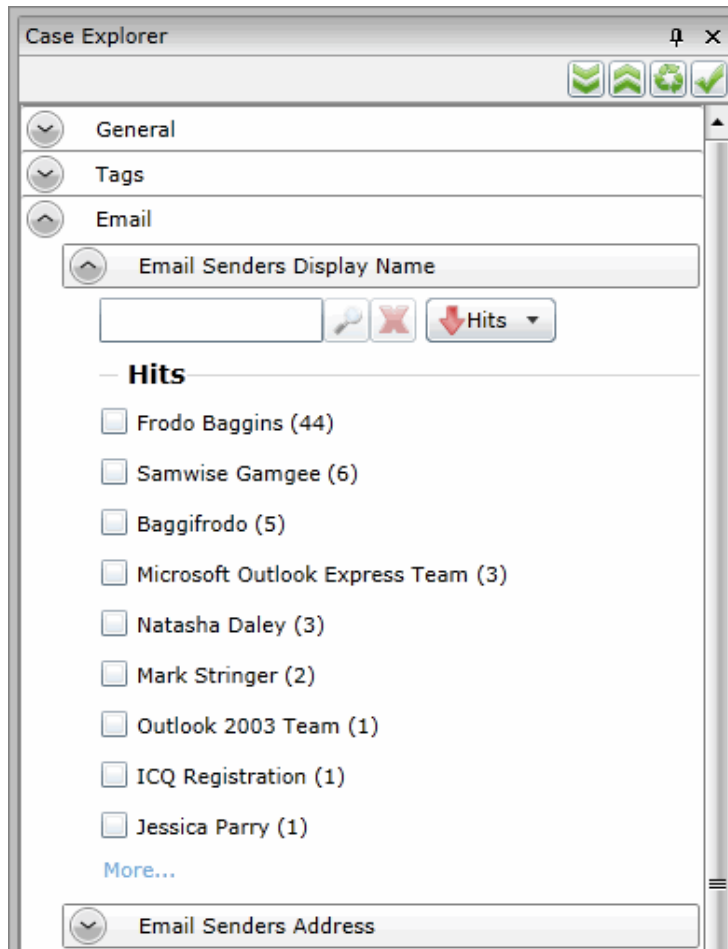 Case Explorer
General
Tags
Email
Email Senders Display Name
Hits
Hits
Frodo Baggins (44)
Samwise Gamgee (6)
Baggifrodo (5)
Microsoft Outlook Express Team (3)
Natasha Daley (3)
Mark Stringer (2)
Outlook 2003 Team (1)
ICQ Registration (1)
Jessica Parry (1)
More...
Email Senders Address